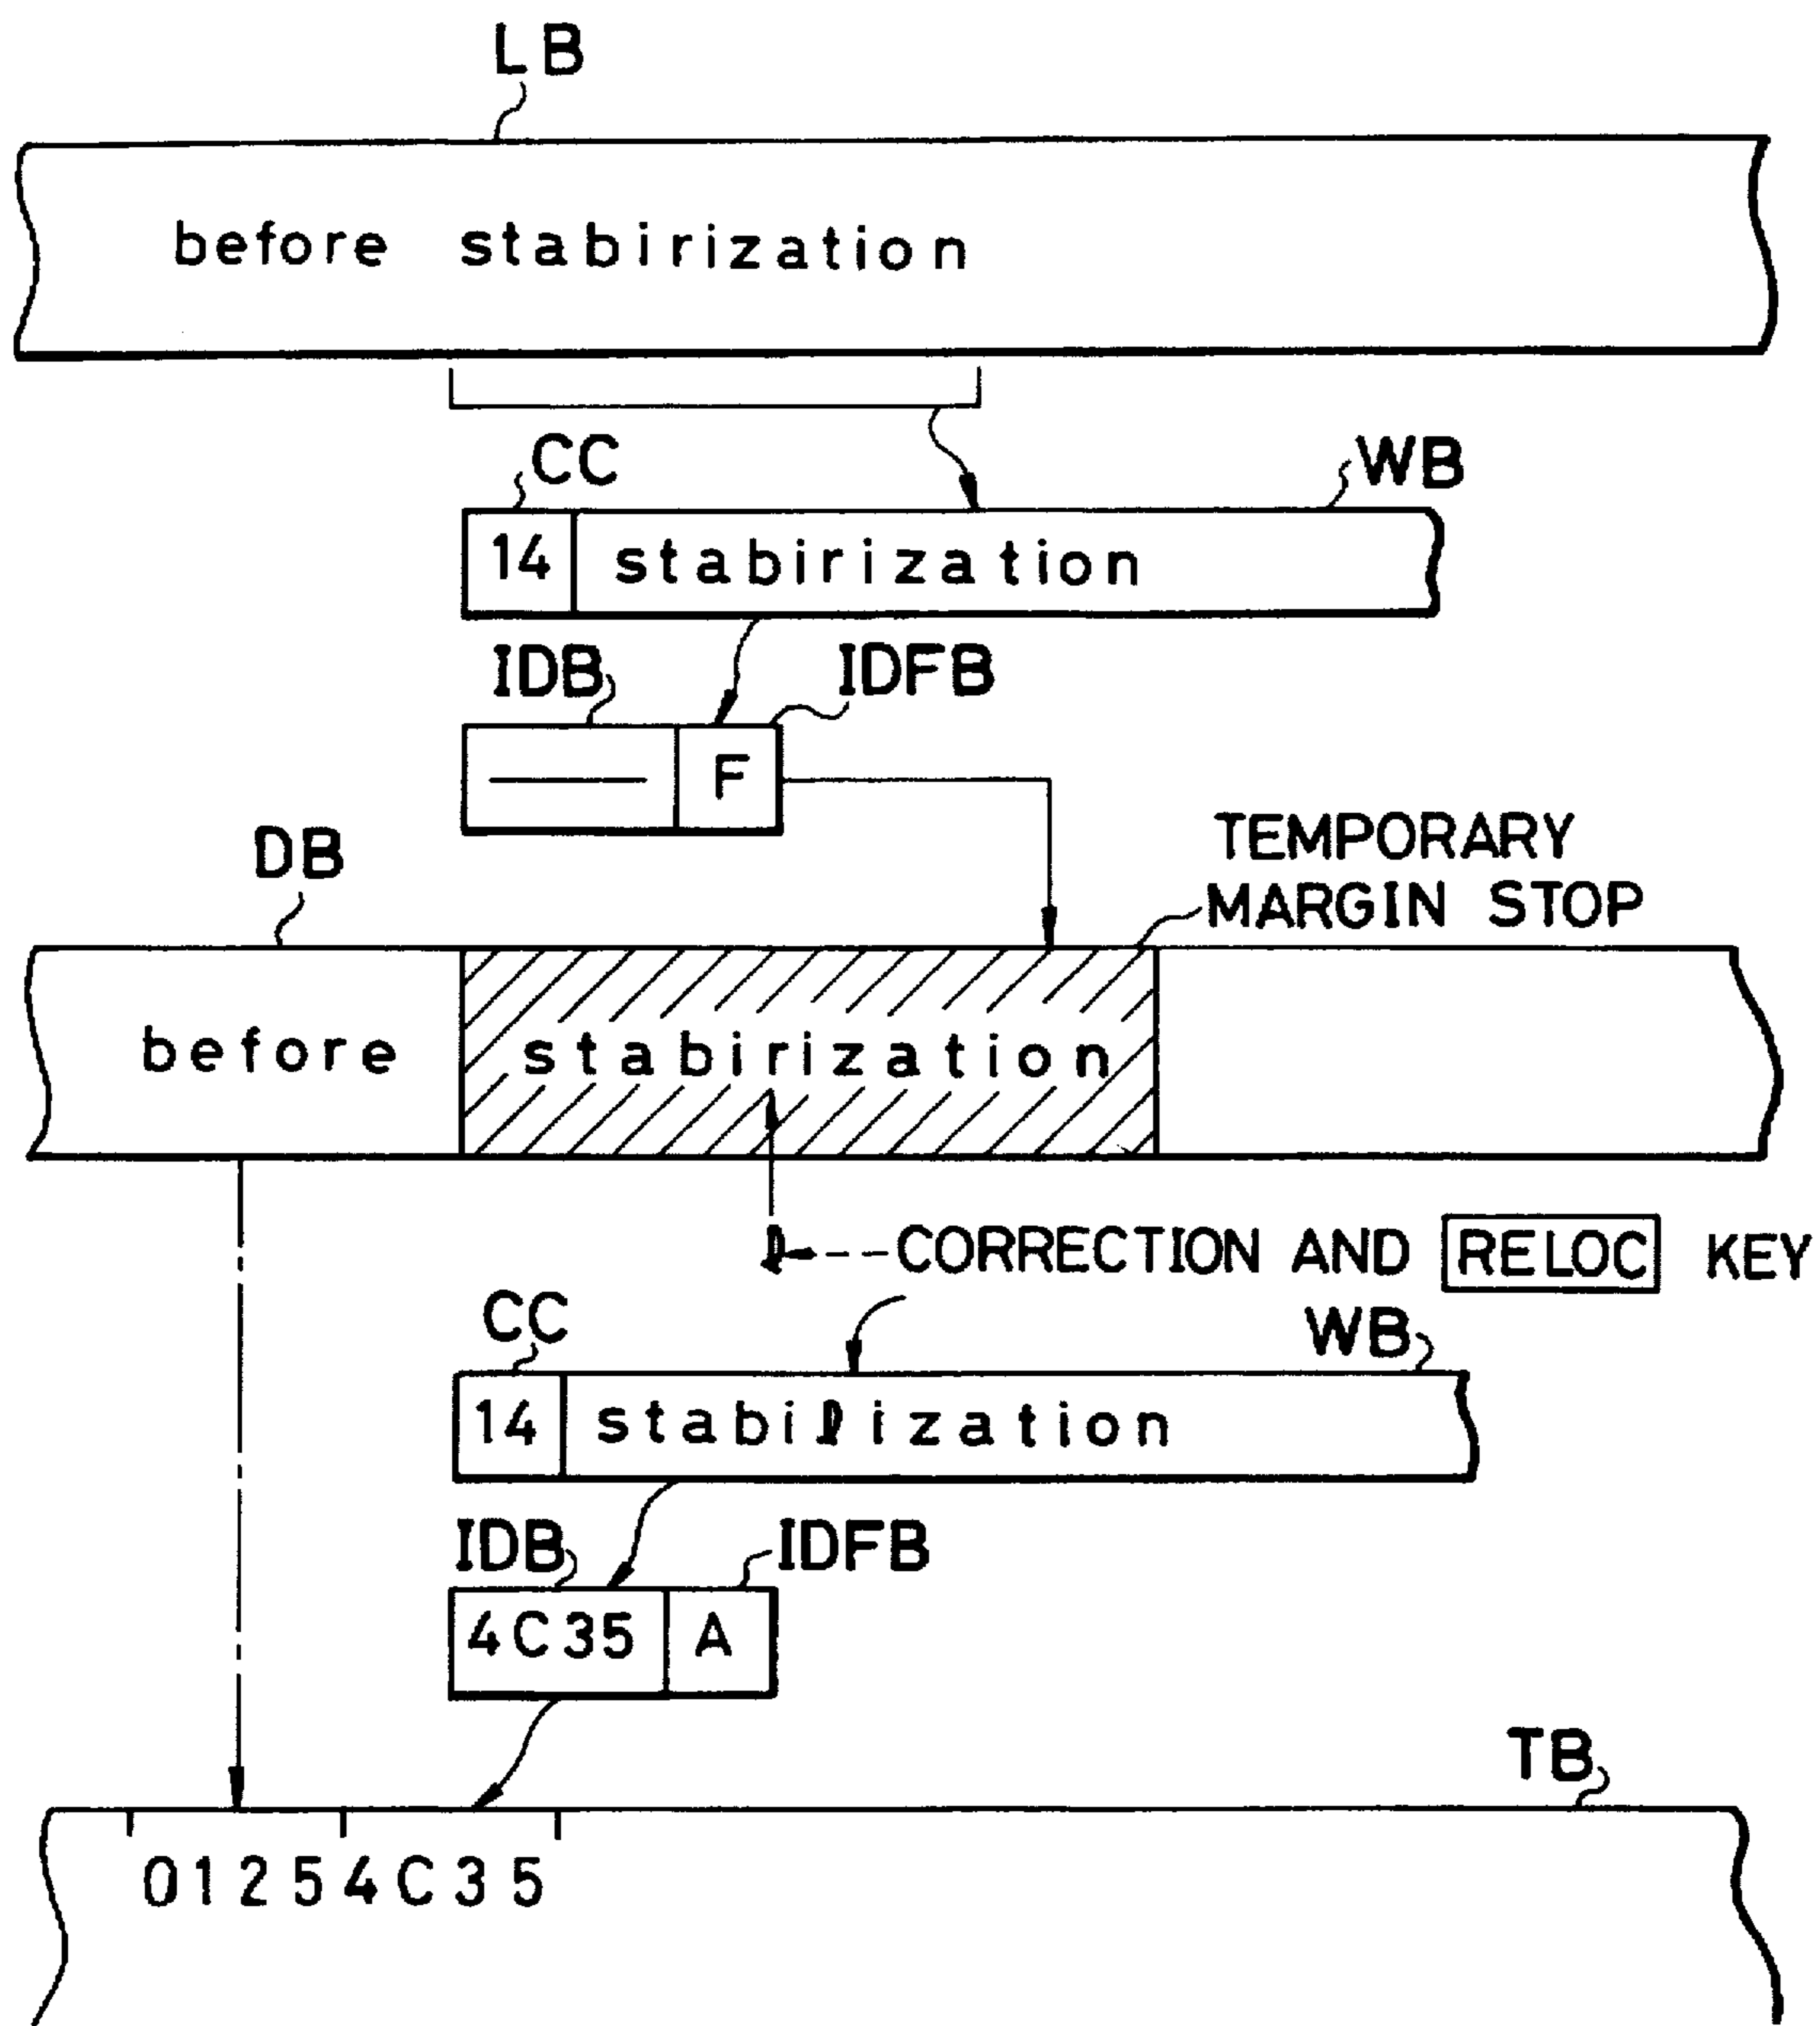 LB
before stabirization
CC WB
14 stabirization
IDB IDFB
F
DB
TEMPORARY
MARGIN STOP
before stabirization
l CORRECTION AND RELOC KEY
CC WB
14 stabilization
IDB IDFB
4C35 A
TB
01254C35